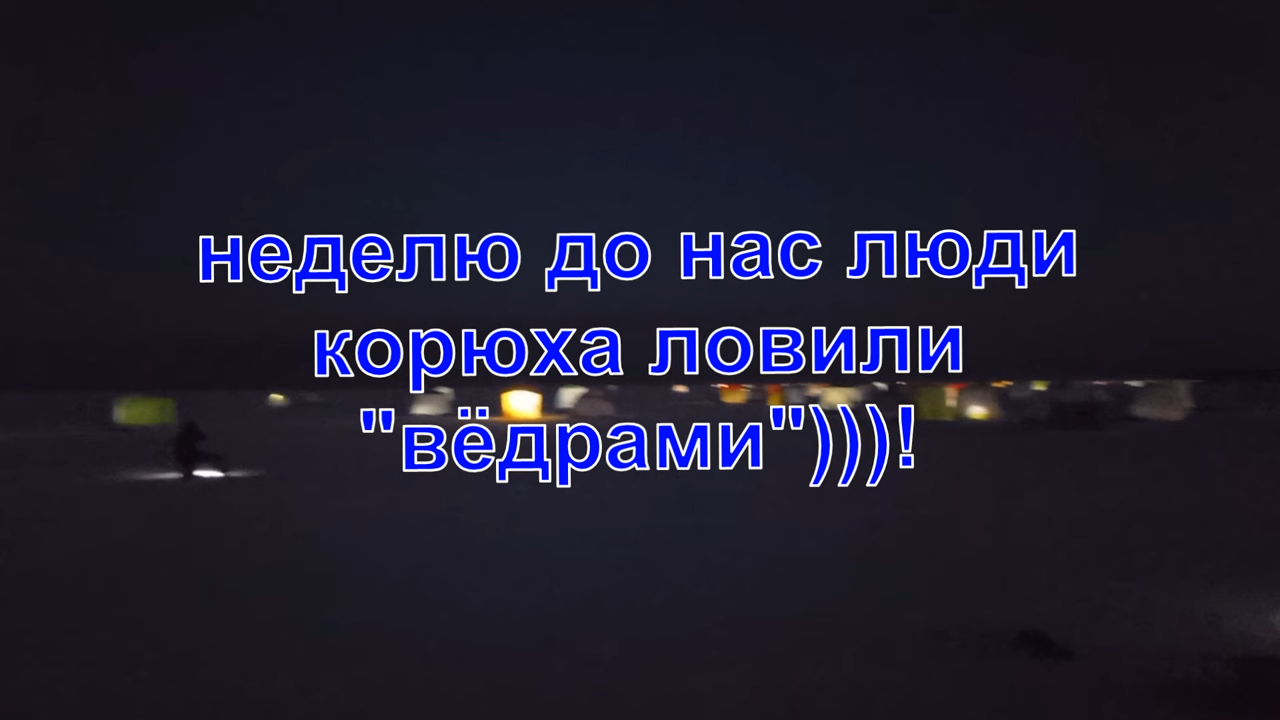 неделю до нас люди
корюха ловили
"вёдрами")))!